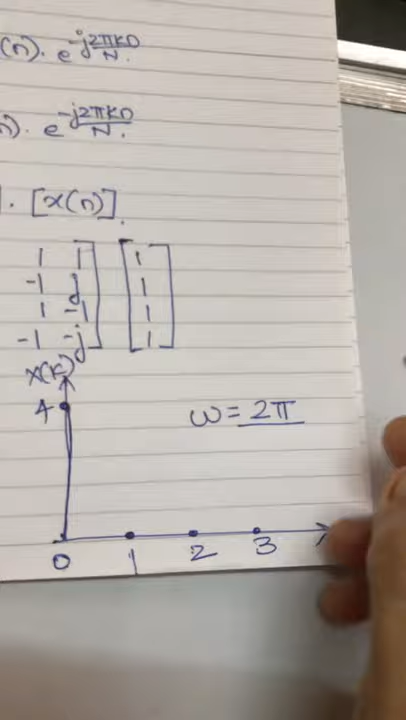 (n). e^-j2πkn/N.
n). e^-j2πkn/N.
]. [x(n)].
1 1] [1
-1 j 1
1 -1 1
-1 -j] 1]
X(K)
4
ω = 2π
0 1 2 3